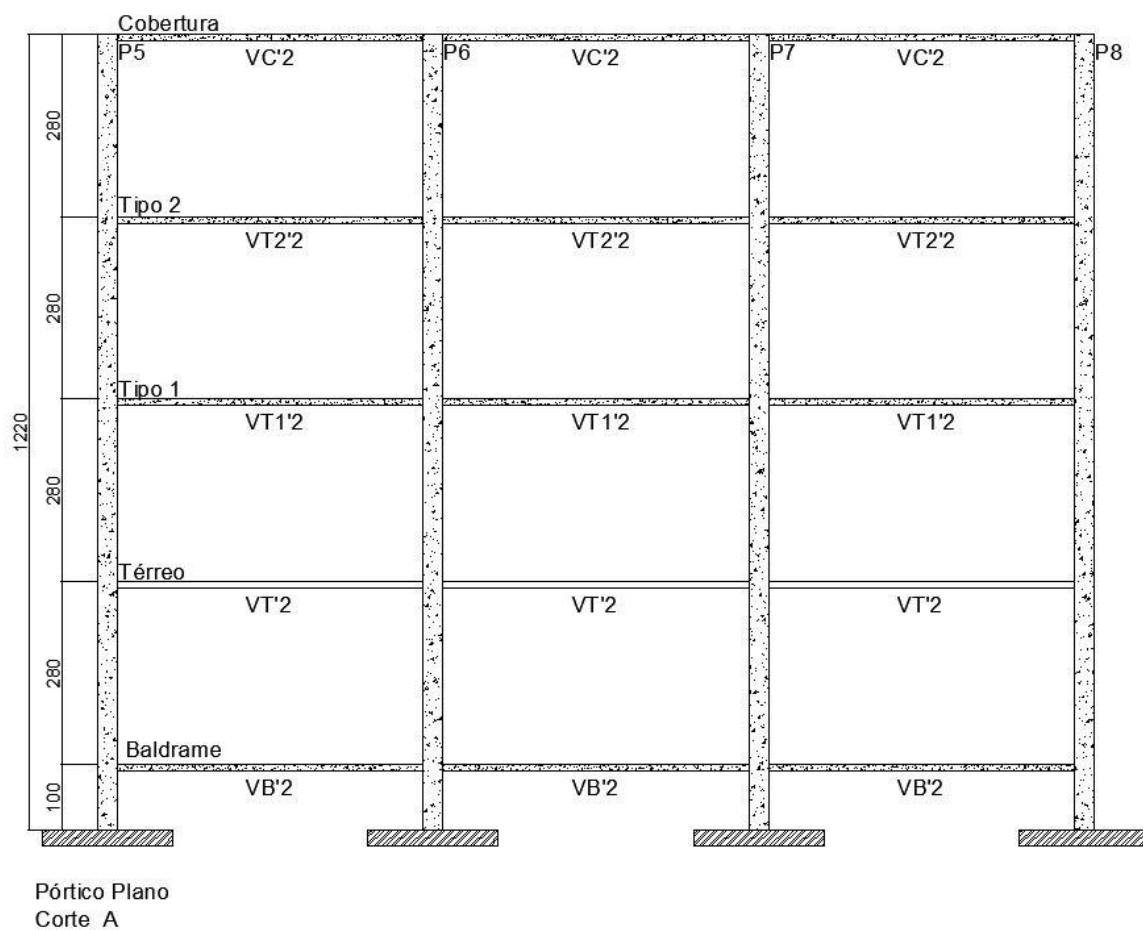 Cobertura
P5 VC'2 P6 VC'2 P7 VC'2 P8
280
Tipo 2
VT2'2 VT2'2 VT2'2
280
Tipo 1
VT1'2 VT1'2 VT1'2
1220
280
Térreo
VT'2 VT'2 VT'2
280
Baldrame
VB'2 VB'2 VB'2
100
Pórtico Plano
Corte A